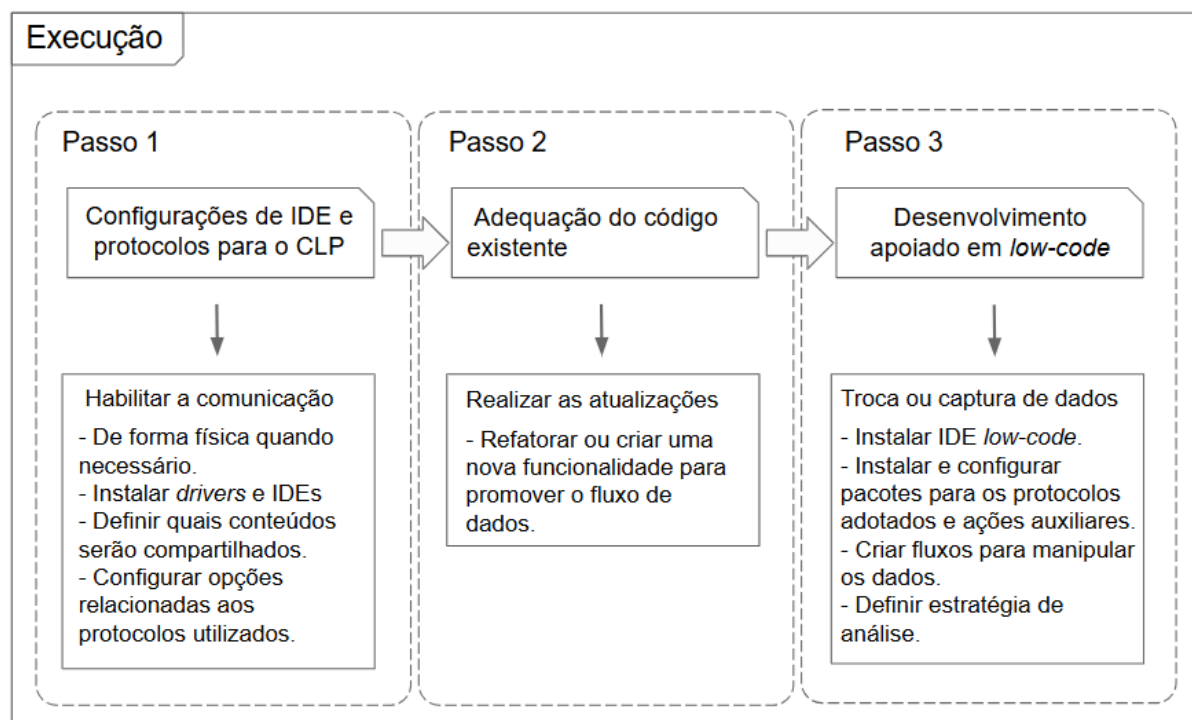 Execução
Passo 1
Configurações de IDE e
protocolos para o CLP
Habilitar a comunicação
- De forma física quando
necessário.
- Instalar drivers e IDEs
- Definir quais conteúdos
serão compartilhados.
- Configurar opções
relacionadas aos
protocolos utilizados.
Passo 2
Adequação do código
existente
Realizar as atualizações
- Refatorar ou criar uma
nova funcionalidade para
promover o fluxo de
dados.
Passo 3
Desenvolvimento
apoiado em low-code
Troca ou captura de dados
- Instalar IDE low-code.
- Instalar e configurar
pacotes para os protocolos
adotados e ações auxiliares.
- Criar fluxos para manipular
os dados.
- Definir estratégia de
análise.